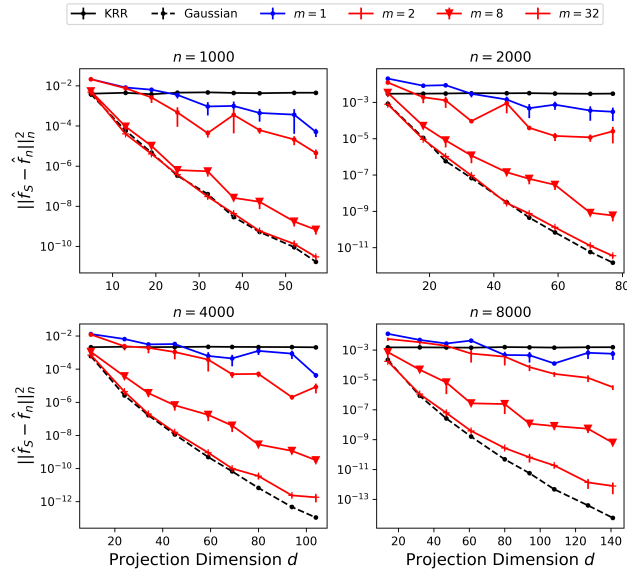 KRR Gaussian m = 1 m = 2 m = 8 m = 32
n = 1000 n = 2000
10⁻² 10⁻⁴ 10⁻⁶ 10⁻⁸ 10⁻¹⁰
||f̂_S − f̂_n||²_n
10⁻³ 10⁻⁵ 10⁻⁷ 10⁻⁹ 10⁻¹¹
10 20 30 40 50 20 40 60 80
n = 4000 n = 8000
10⁻² 10⁻⁴ 10⁻⁶ 10⁻⁸ 10⁻¹⁰ 10⁻¹²
||f̂_S − f̂_n||²_n
10⁻³ 10⁻⁵ 10⁻⁷ 10⁻⁹ 10⁻¹¹ 10⁻¹³
20 40 60 80 100 20 40 60 80 100 120 140
Projection Dimension d Projection Dimension d